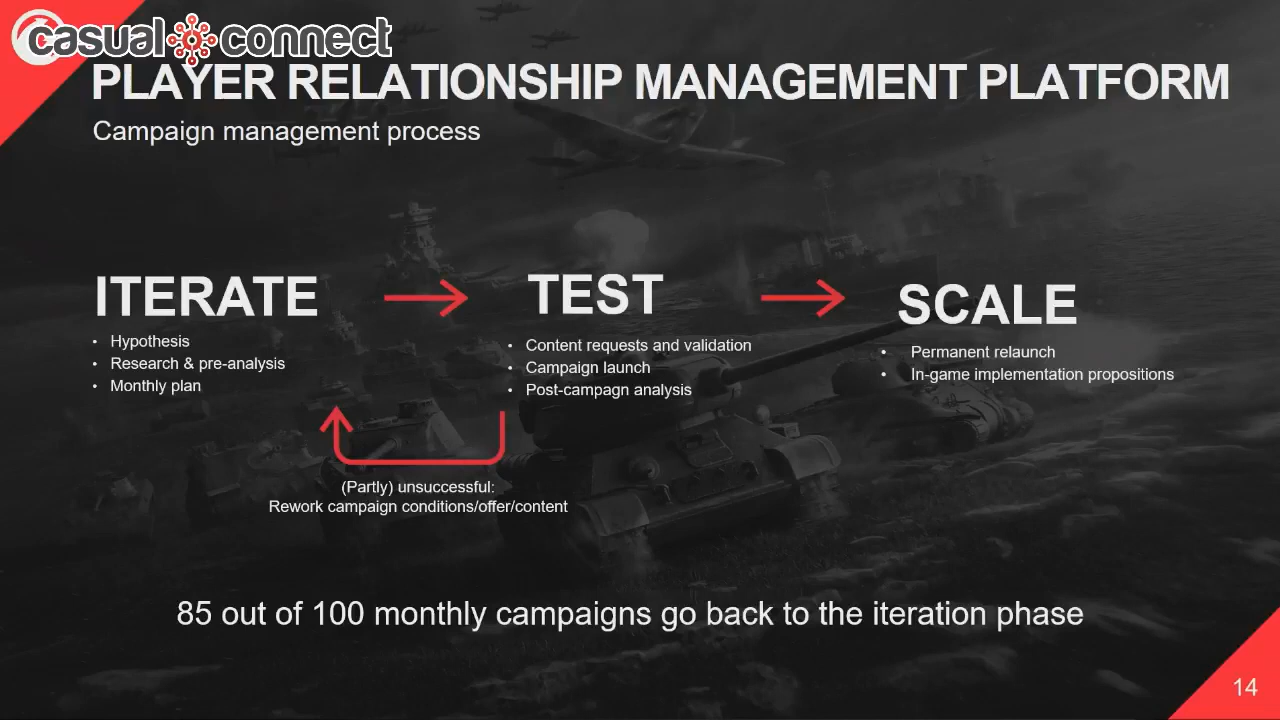 casual connect
PLAYER RELATIONSHIP MANAGEMENT PLATFORM
Campaign management process
ITERATE
• Hypothesis
• Research & pre-analysis
• Monthly plan
TEST
• Content requests and validation
• Campaign launch
• Post-campagn analysis
SCALE
• Permanent relaunch
• In-game implementation propositions
(Partly) unsuccessful:
Rework campaign conditions/offer/content
85 out of 100 monthly campaigns go back to the iteration phase
14